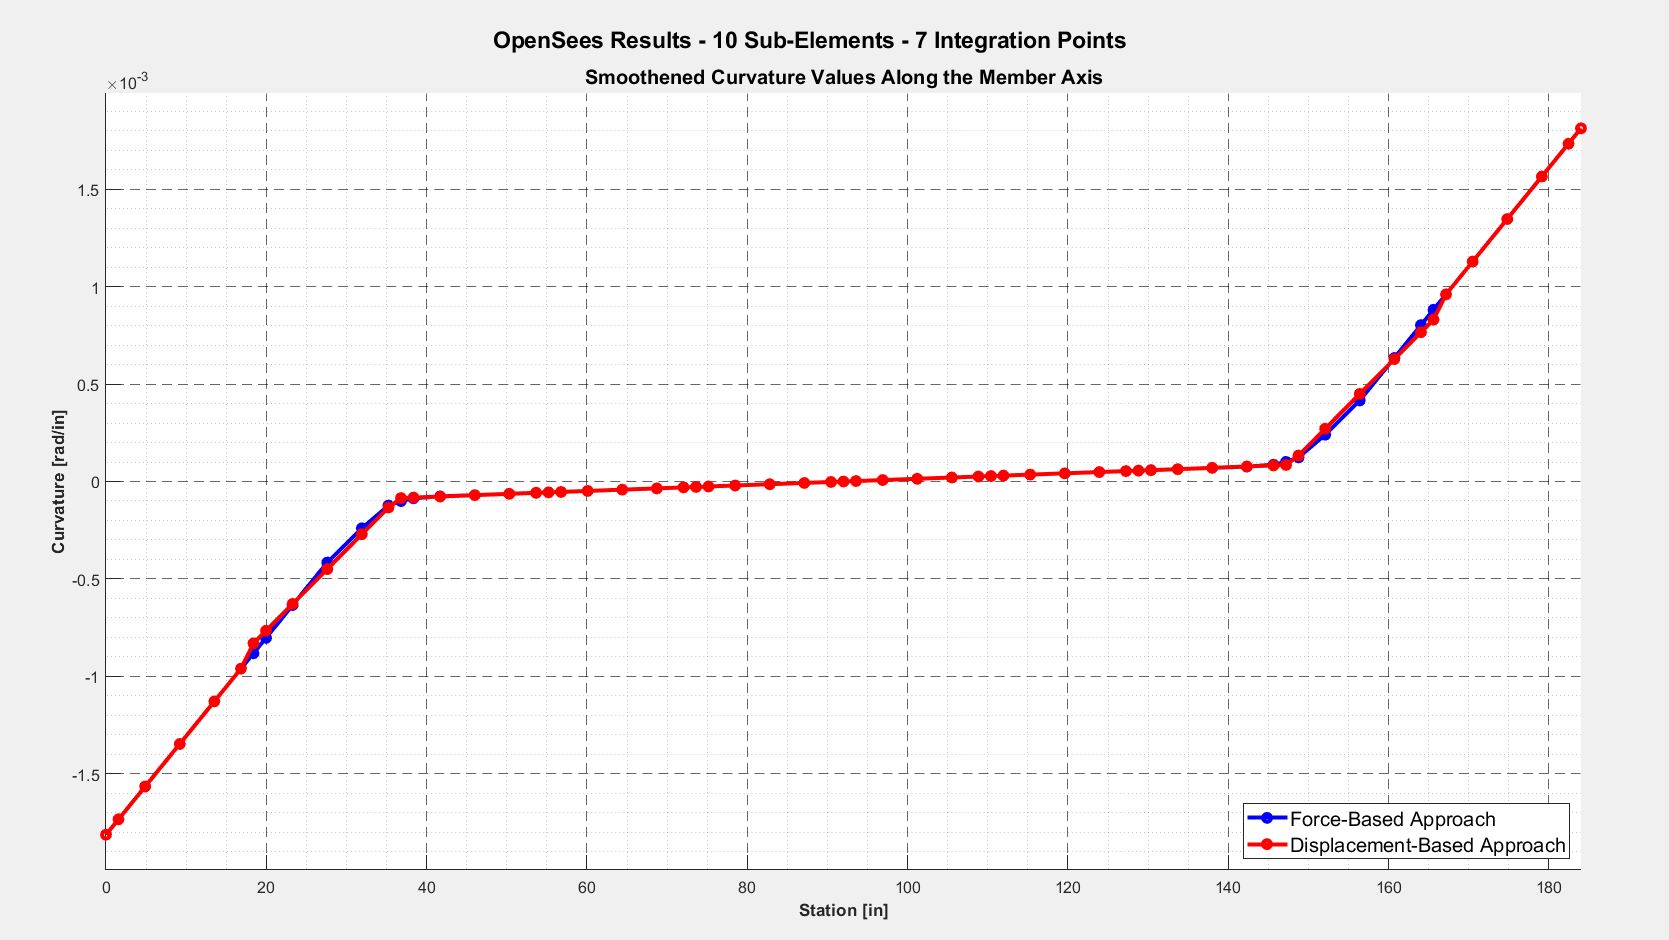 OpenSees Results - 10 Sub-Elements - 7 Integration Points
Smoothened Curvature Values Along the Member Axis
×10⁻³
1.5
1
0.5
0
-0.5
-1
-1.5
Curvature [rad/in]
0 20 40 60 80 100 120 140 160 180
Station [in]
Force-Based Approach
Displacement-Based Approach